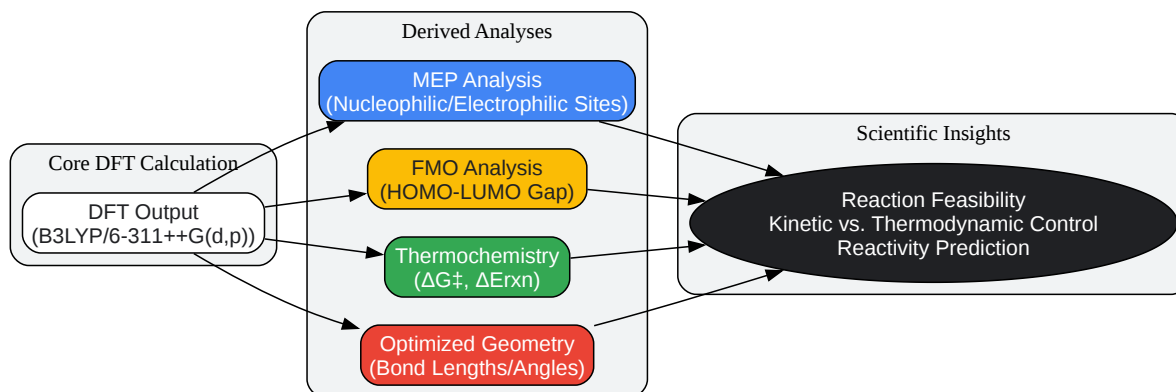 Core DFT Calculation
DFT Output
(B3LYP/6-311++G(d,p))
Derived Analyses
MEP Analysis
(Nucleophilic/Electrophilic Sites)
FMO Analysis
(HOMO-LUMO Gap)
Thermochemistry
(ΔG‡, ΔErxn)
Optimized Geometry
(Bond Lengths/Angles)
Scientific Insights
Reaction Feasibility
Kinetic vs. Thermodynamic Control
Reactivity Prediction